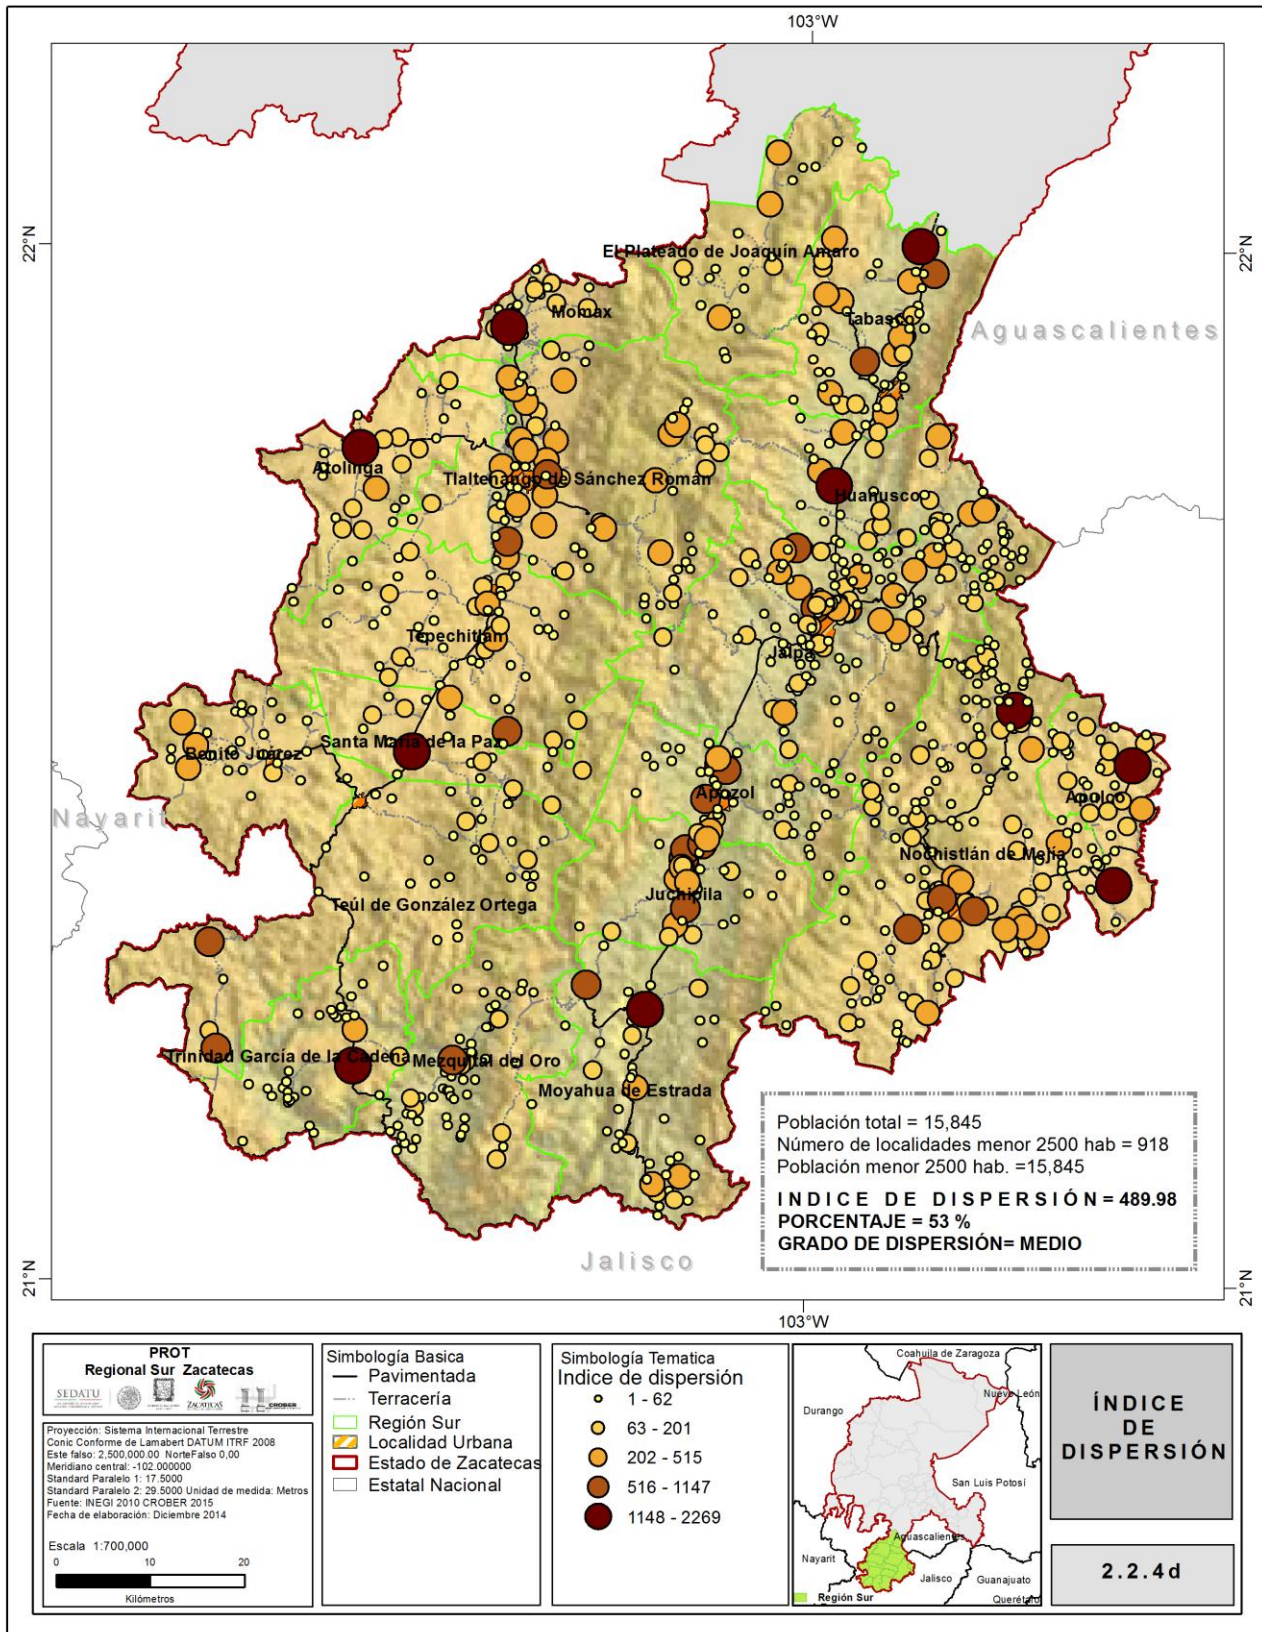 103°W
22°N
22°N
El Plateado de Joaquín Amaro
Momax
Tabasco
Aguascalientes
Atolinga
Tlaltenango de Sánchez Román
Huanusco
Tepechitlán
Jalpa
Santa María de la Paz
Benito Juárez
Apozol
Apulco
Nayarit
Nochistlán de Mejía
Juchipila
Teúl de González Ortega
Trinidad García de la Cadena
Mezquital del Oro
Moyahua de Estrada
Jalisco
Población total = 15,845
Número de localidades menor 2500 hab = 918
Población menor 2500 hab. =15,845
INDICE DE DISPERSIÓN = 489.98
PORCENTAJE = 53 %
GRADO DE DISPERSIÓN= MEDIO
21°N
21°N
103°W
PROT
Regional Sur Zacatecas
SEDATU
ZACATECAS
CROBER
Proyección: Sistema Internacional Terrestre
Conic Conforme de Lamabert DATUM ITRF 2008
Este falso: 2,500,000.00 NorteFalso 0,00
Meridiano central: -102.000000
Standard Paralelo 1: 17.5000
Standard Paralelo 2: 29.5000 Unidad de medida: Metros
Fuente: INEGI 2010 CROBER 2015
Fecha de elaboración: Diciembre 2014
Escala 1:700,000
0 10 20
Kilómetros
Simbología Basica
Pavimentada
Terracería
Región Sur
Localidad Urbana
Estado de Zacatecas
Estatal Nacional
Simbología Tematica
Indice de dispersión
1 - 62
63 - 201
202 - 515
516 - 1147
1148 - 2269
Coahuila de Zaragoza
Nuevo León
Durango
San Luis Potosí
Aguascalientes
Nayarit
Jalisco
Guanajuato
Región Sur
Querétaro
ÍNDICE
DE
DISPERSIÓN
2.2.4d